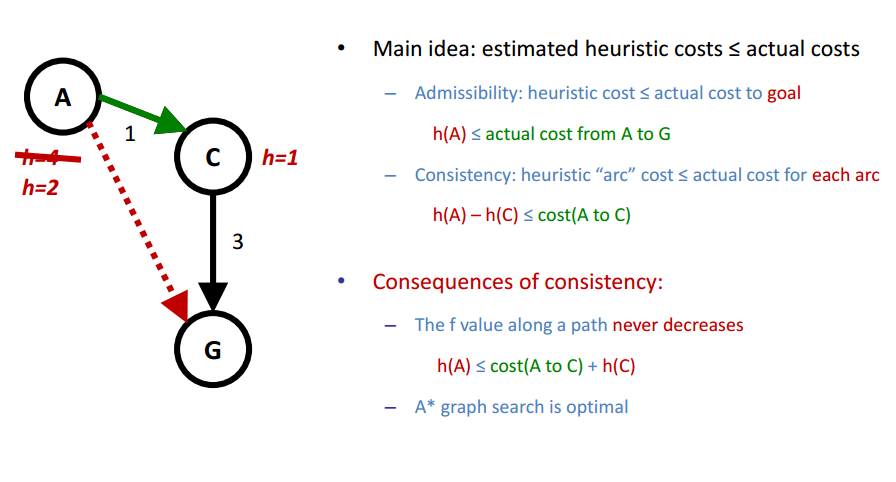 A
1
h=4
h=2
C
h=1
3
G
• Main idea: estimated heuristic costs ≤ actual costs
– Admissibility: heuristic cost ≤ actual cost to goal
h(A) ≤ actual cost from A to G
– Consistency: heuristic “arc” cost ≤ actual cost for each arc
h(A) – h(C) ≤ cost(A to C)
• Consequences of consistency:
– The f value along a path never decreases
h(A) ≤ cost(A to C) + h(C)
– A* graph search is optimal